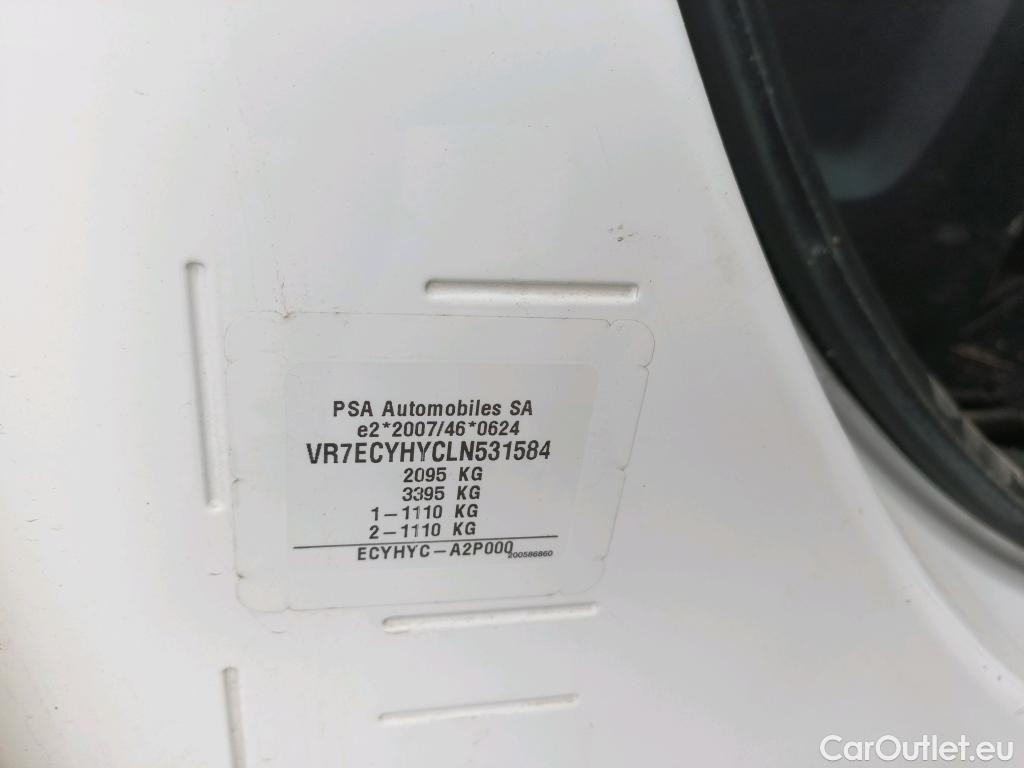 PSA Automobiles SA
e2*2007/46*0624
VR7ECYHYCLN531584
2095 KG
3395 KG
1-1110 KG
2-1110 KG
ECYHYC-A2P000
200586860
CarOutlet.eu